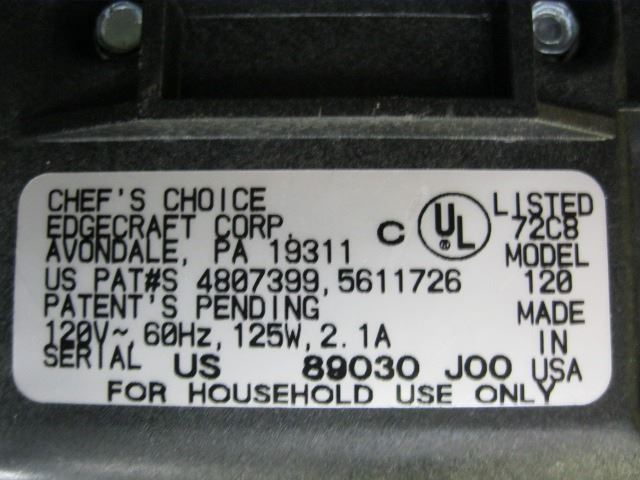 CHEF'S CHOICE
EDGECRAFT CORP.
AVONDALE, PA 19311
US PAT#S 4807399,5611726
PATENT'S PENDING
120V~, 60Hz, 125W, 2.1A
SERIAL US 89030 J00
C UL ® LISTED
72C8
MODEL
120
MADE
IN
USA
FOR HOUSEHOLD USE ONLY